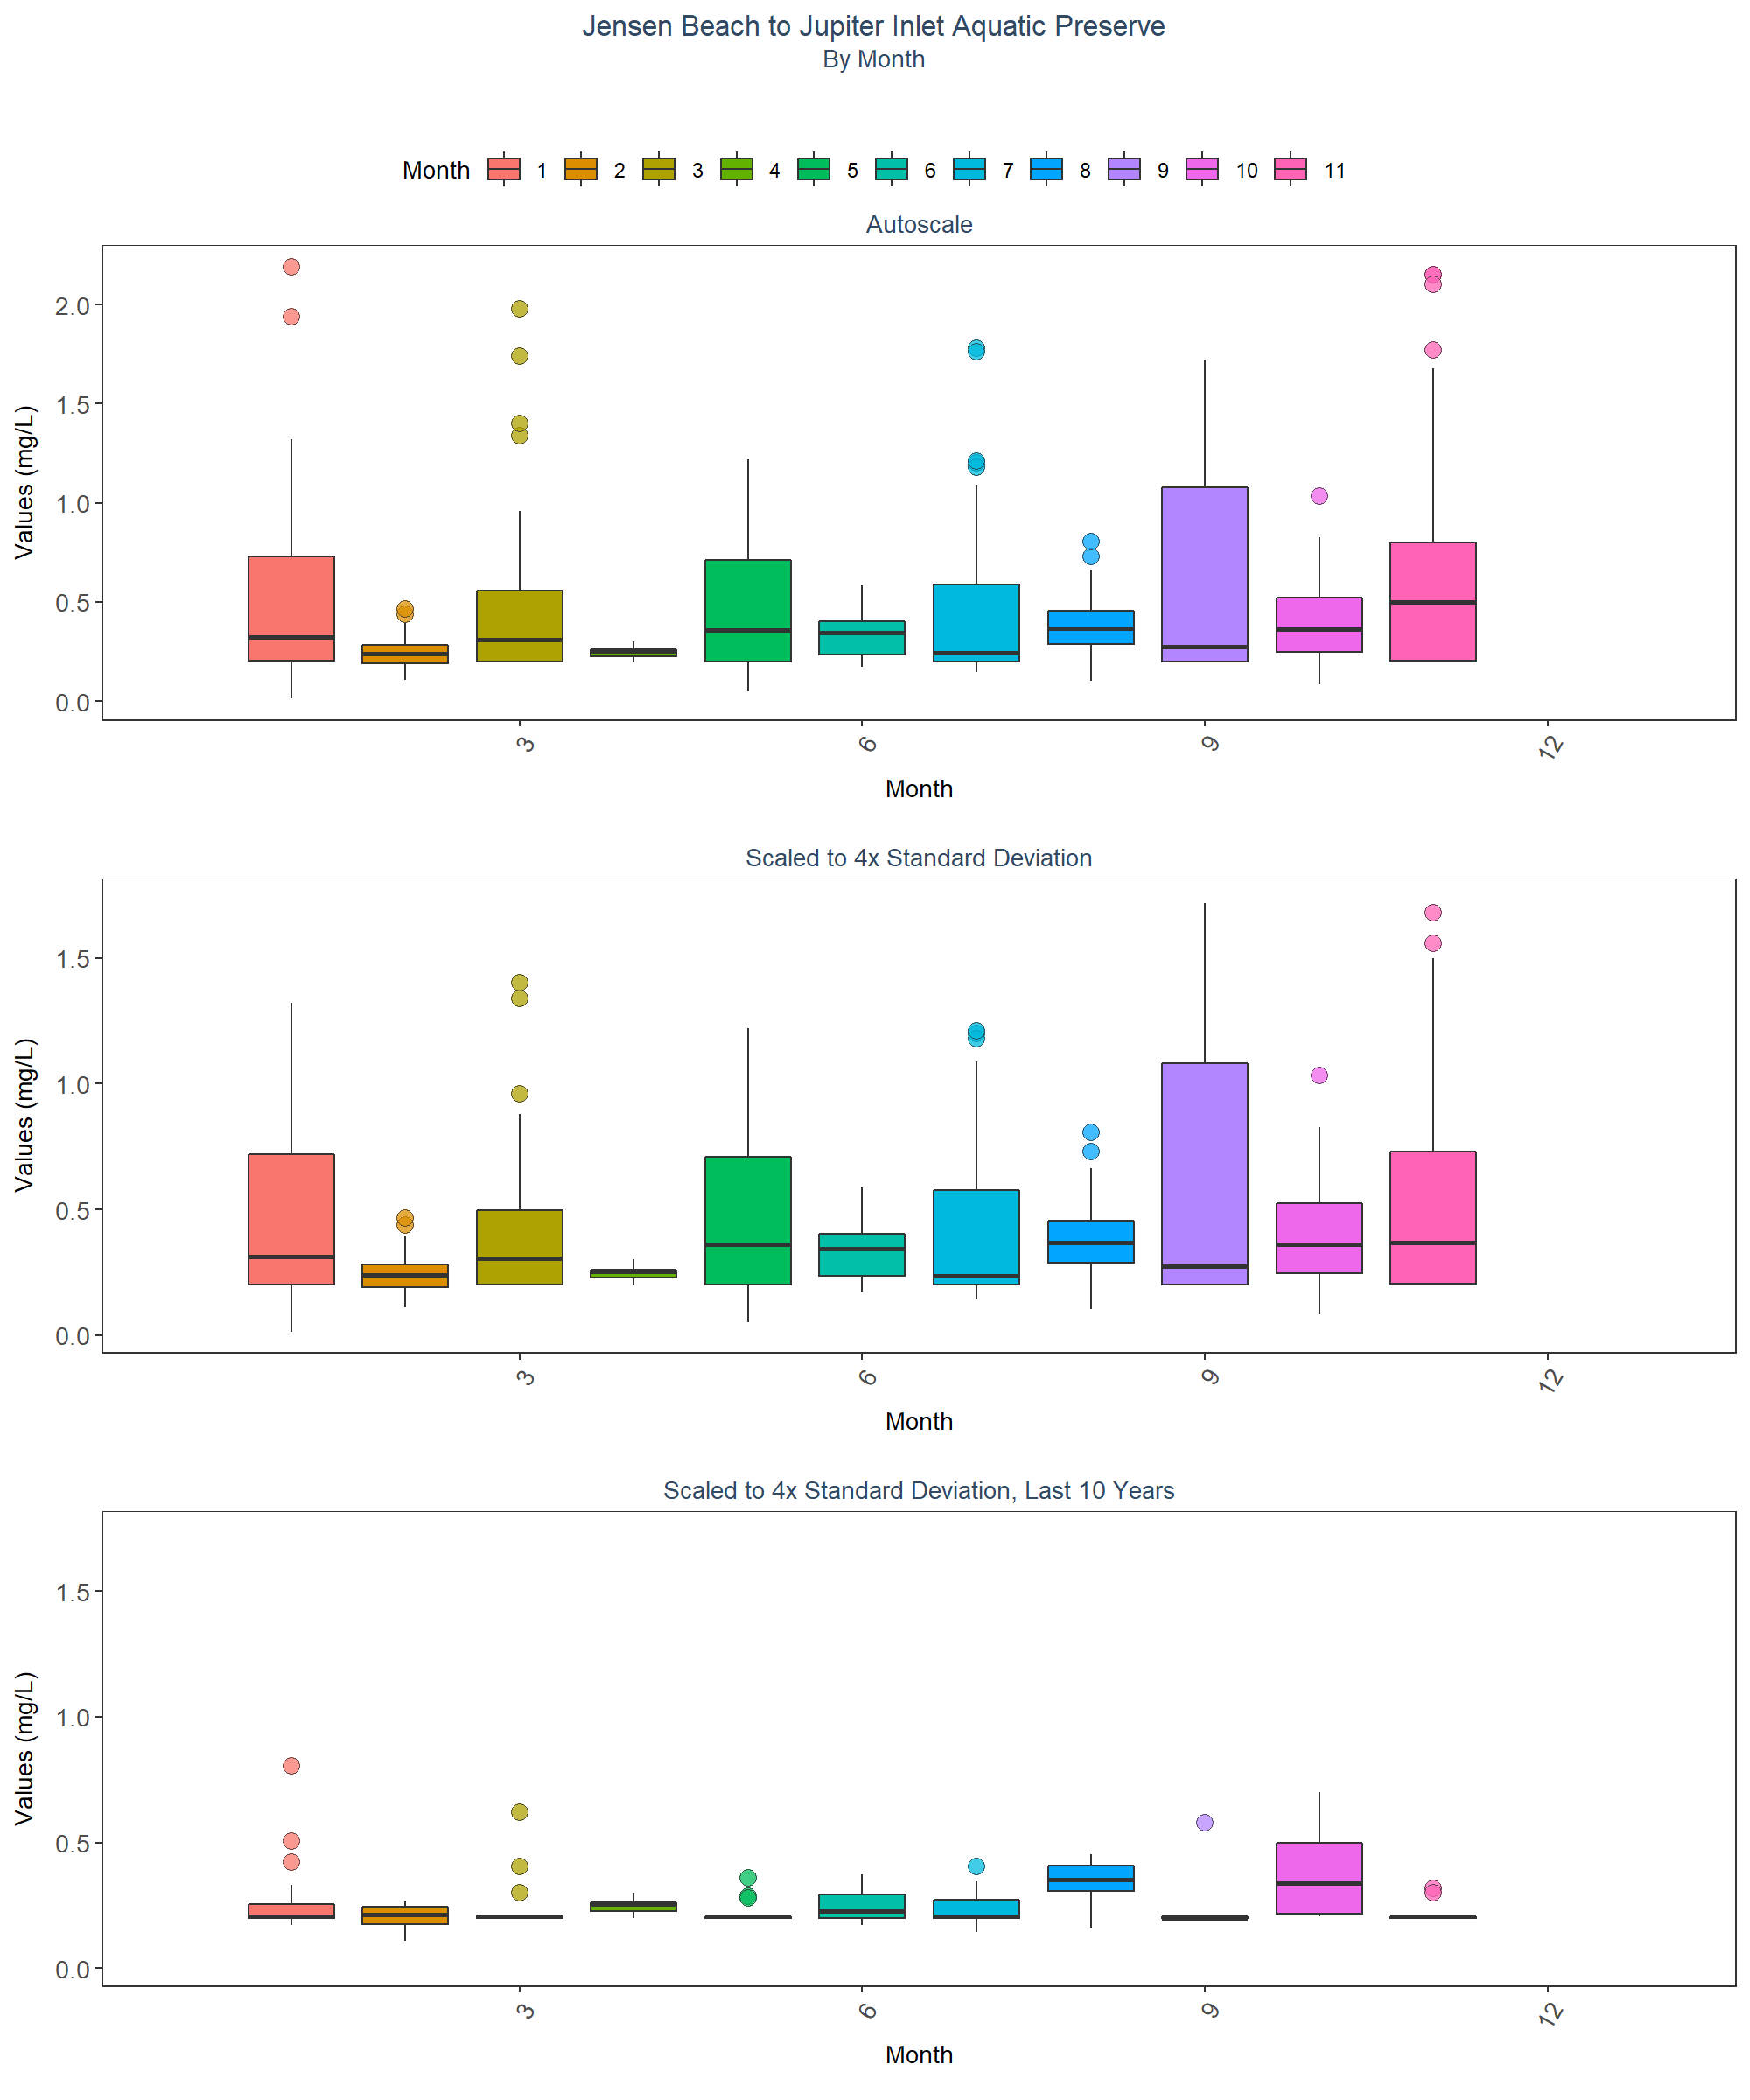 Jensen Beach to Jupiter Inlet Aquatic Preserve
By Month
Month 1 2 3 4 5 6 7 8 9 10 11
Autoscale
Values (mg/L)
2.0
1.5
1.0
0.5
0.0
3 6 9 12
Month
Scaled to 4x Standard Deviation
Values (mg/L)
1.5
1.0
0.5
0.0
3 6 9 12
Month
Scaled to 4x Standard Deviation, Last 10 Years
Values (mg/L)
1.5
1.0
0.5
0.0
3 6 9 12
Month